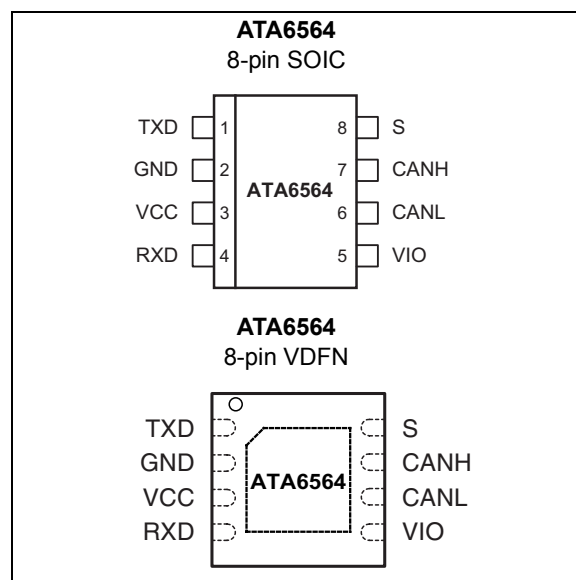 ATA6564
8-pin SOIC
TXD 1 8 S
GND 2 7 CANH
ATA6564
VCC 3 6 CANL
RXD 4 5 VIO
ATA6564
8-pin VDFN
TXD S
GND CANH
ATA6564
VCC CANL
RXD VIO